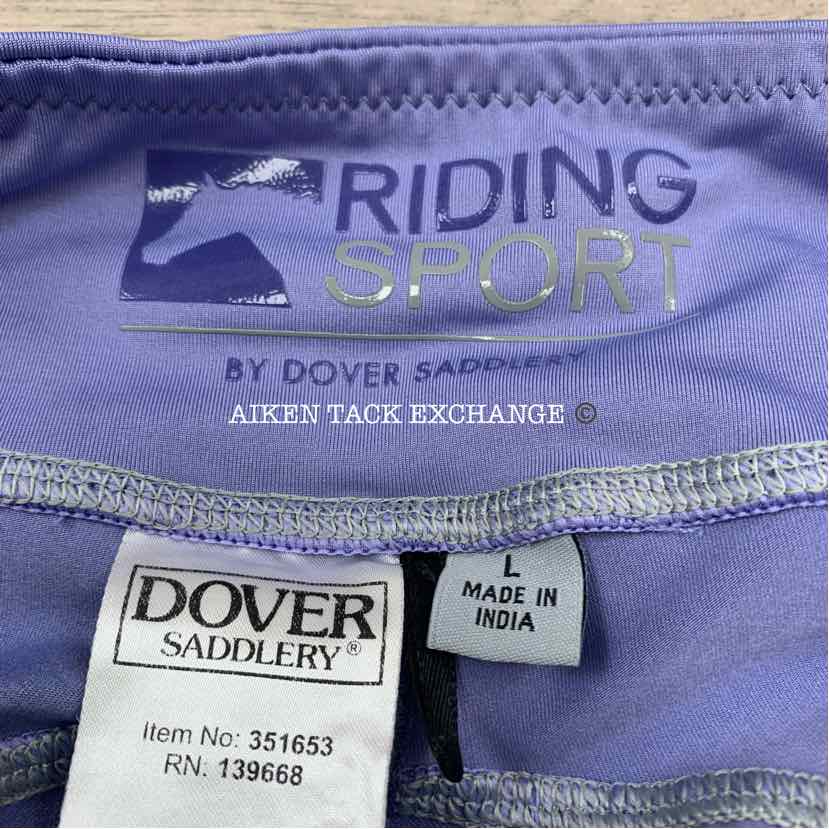 RIDING
SPORT
BY DOVER SADDLERY
AIKEN TACK EXCHANGE ©
DOVER
SADDLERY®
Item No: 351653
RN: 139668
L
MADE IN
INDIA